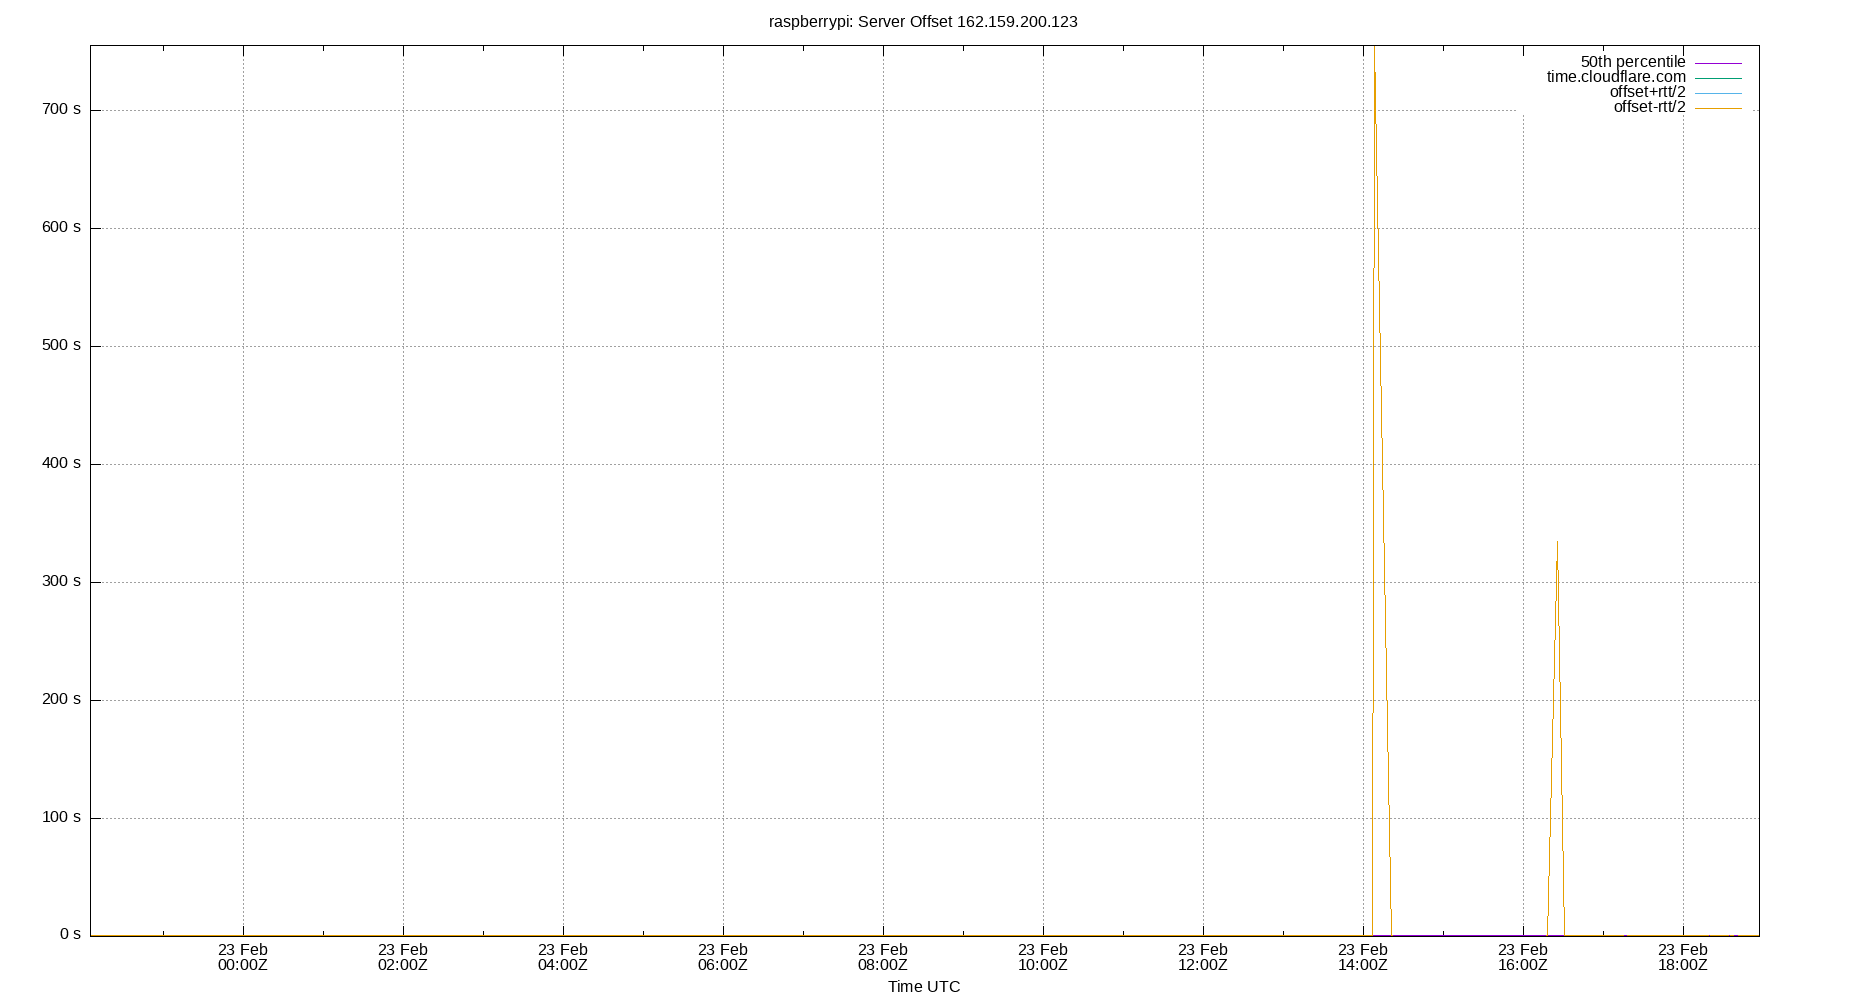 raspberrypi: Server Offset 162.159.200.123
50th percentile
time.cloudflare.com
offset+rtt/2
offset-rtt/2
700 s
600 s
500 s
400 s
300 s
200 s
100 s
0 s
23 Feb 23 Feb 23 Feb 23 Feb 23 Feb 23 Feb 23 Feb 23 Feb 23 Feb 23 Feb
00:00Z 02:00Z 04:00Z 06:00Z 08:00Z 10:00Z 12:00Z 14:00Z 16:00Z 18:00Z
Time UTC